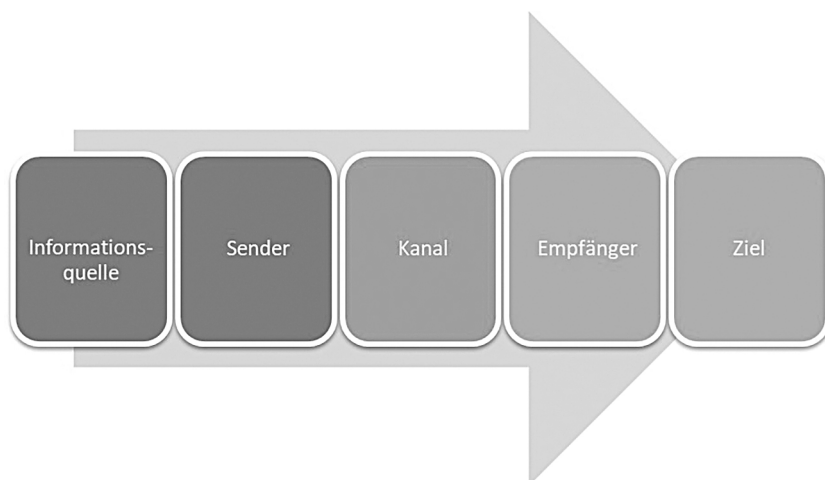 Informations-
quelle
Sender
Kanal
Empfänger
Ziel